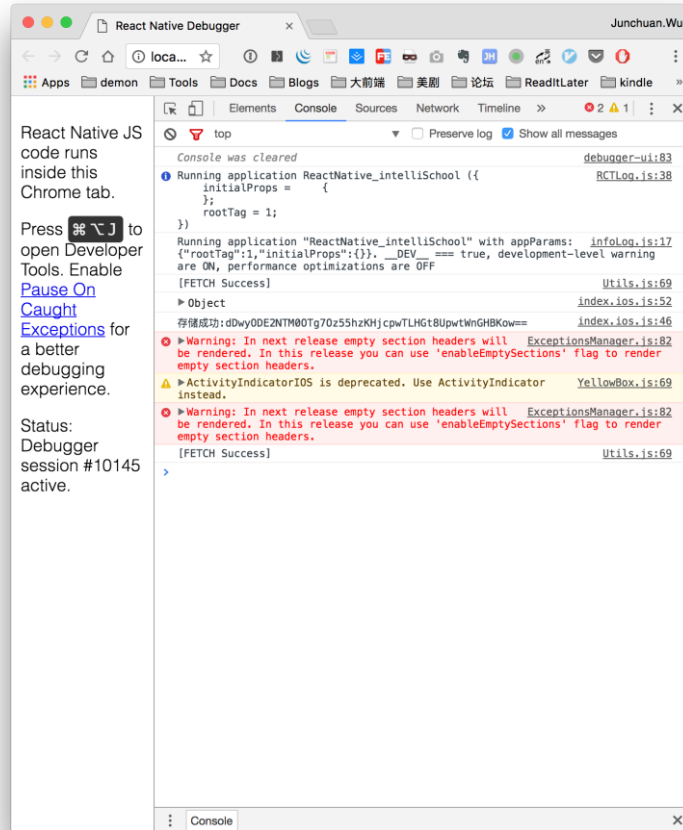 React Native Debugger
Junchuan.Wu
loca...
Apps demon Tools Docs Blogs 大前端 美剧 论坛 ReadItLater kindle »
React Native JS
code runs
inside this
Chrome tab.
Press ⌘⌥J to
open Developer
Tools. Enable
Pause On
Caught
Exceptions for
a better
debugging
experience.
Status:
Debugger
session #10145
active.
Elements Console Sources Network Timeline » 2 1
top Preserve log Show all messages
Console was cleared debugger-ui:83
Running application ReactNative_intelliSchool ({ RCTLog.js:38
initialProps = {
};
rootTag = 1;
})
Running application "ReactNative_intelliSchool" with appParams: infoLog.js:17
{"rootTag":1,"initialProps":{}}. __DEV__ === true, development-level warning
are ON, performance optimizations are OFF
[FETCH Success] Utils.js:69
▶Object index.ios.js:52
存储成功:dDwyODE2NTM0OTg7Oz55hzKHjcpwTLHGt8UpwtWnGHBKow== index.ios.js:46
▶Warning: In next release empty section headers will ExceptionsManager.js:82
be rendered. In this release you can use 'enableEmptySections' flag to render
empty section headers.
▶ActivityIndicatorIOS is deprecated. Use ActivityIndicator YellowBox.js:69
instead.
▶Warning: In next release empty section headers will ExceptionsManager.js:82
be rendered. In this release you can use 'enableEmptySections' flag to render
empty section headers.
[FETCH Success] Utils.js:69
Console